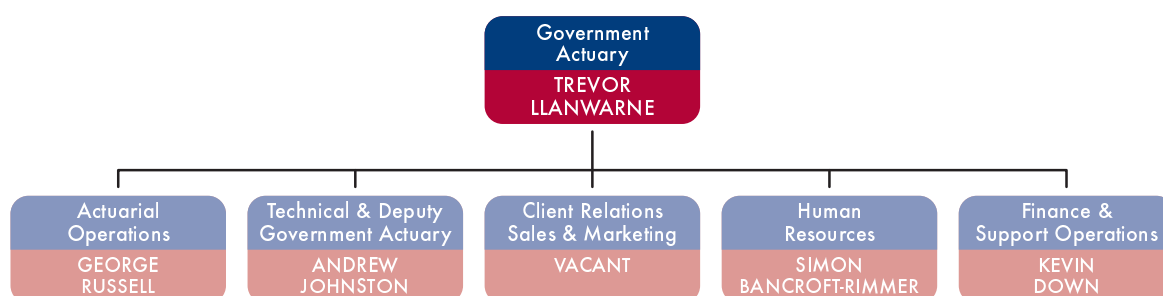 Government
Actuary
TREVOR
LLANWARNE
Actuarial
Operations
GEORGE
RUSSELL
Technical & Deputy
Government Actuary
ANDREW
JOHNSTON
Client Relations
Sales & Marketing
VACANT
Human
Resources
SIMON
BANCROFT-RIMMER
Finance &
Support Operations
KEVIN
DOWN